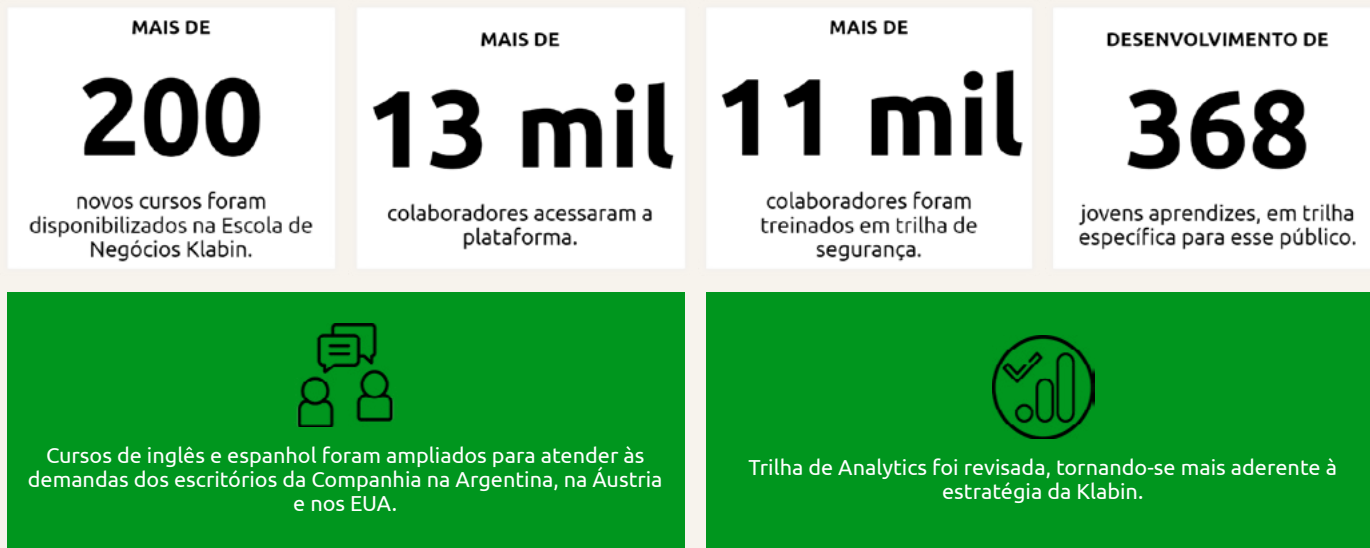 MAIS DE
200
novos cursos foram
disponibilizados na Escola de
Negócios Klabin.
MAIS DE
13 mil
colaboradores acessaram a
plataforma.
MAIS DE
11 mil
colaboradores foram
treinados em trilha de
segurança.
DESENVOLVIMENTO DE
368
jovens aprendizes, em trilha
específica para esse público.
Cursos de inglês e espanhol foram ampliados para atender às
demandas dos escritórios da Companhia na Argentina, na Áustria
e nos EUA.
Trilha de Analytics foi revisada, tornando-se mais aderente à
estratégia da Klabin.